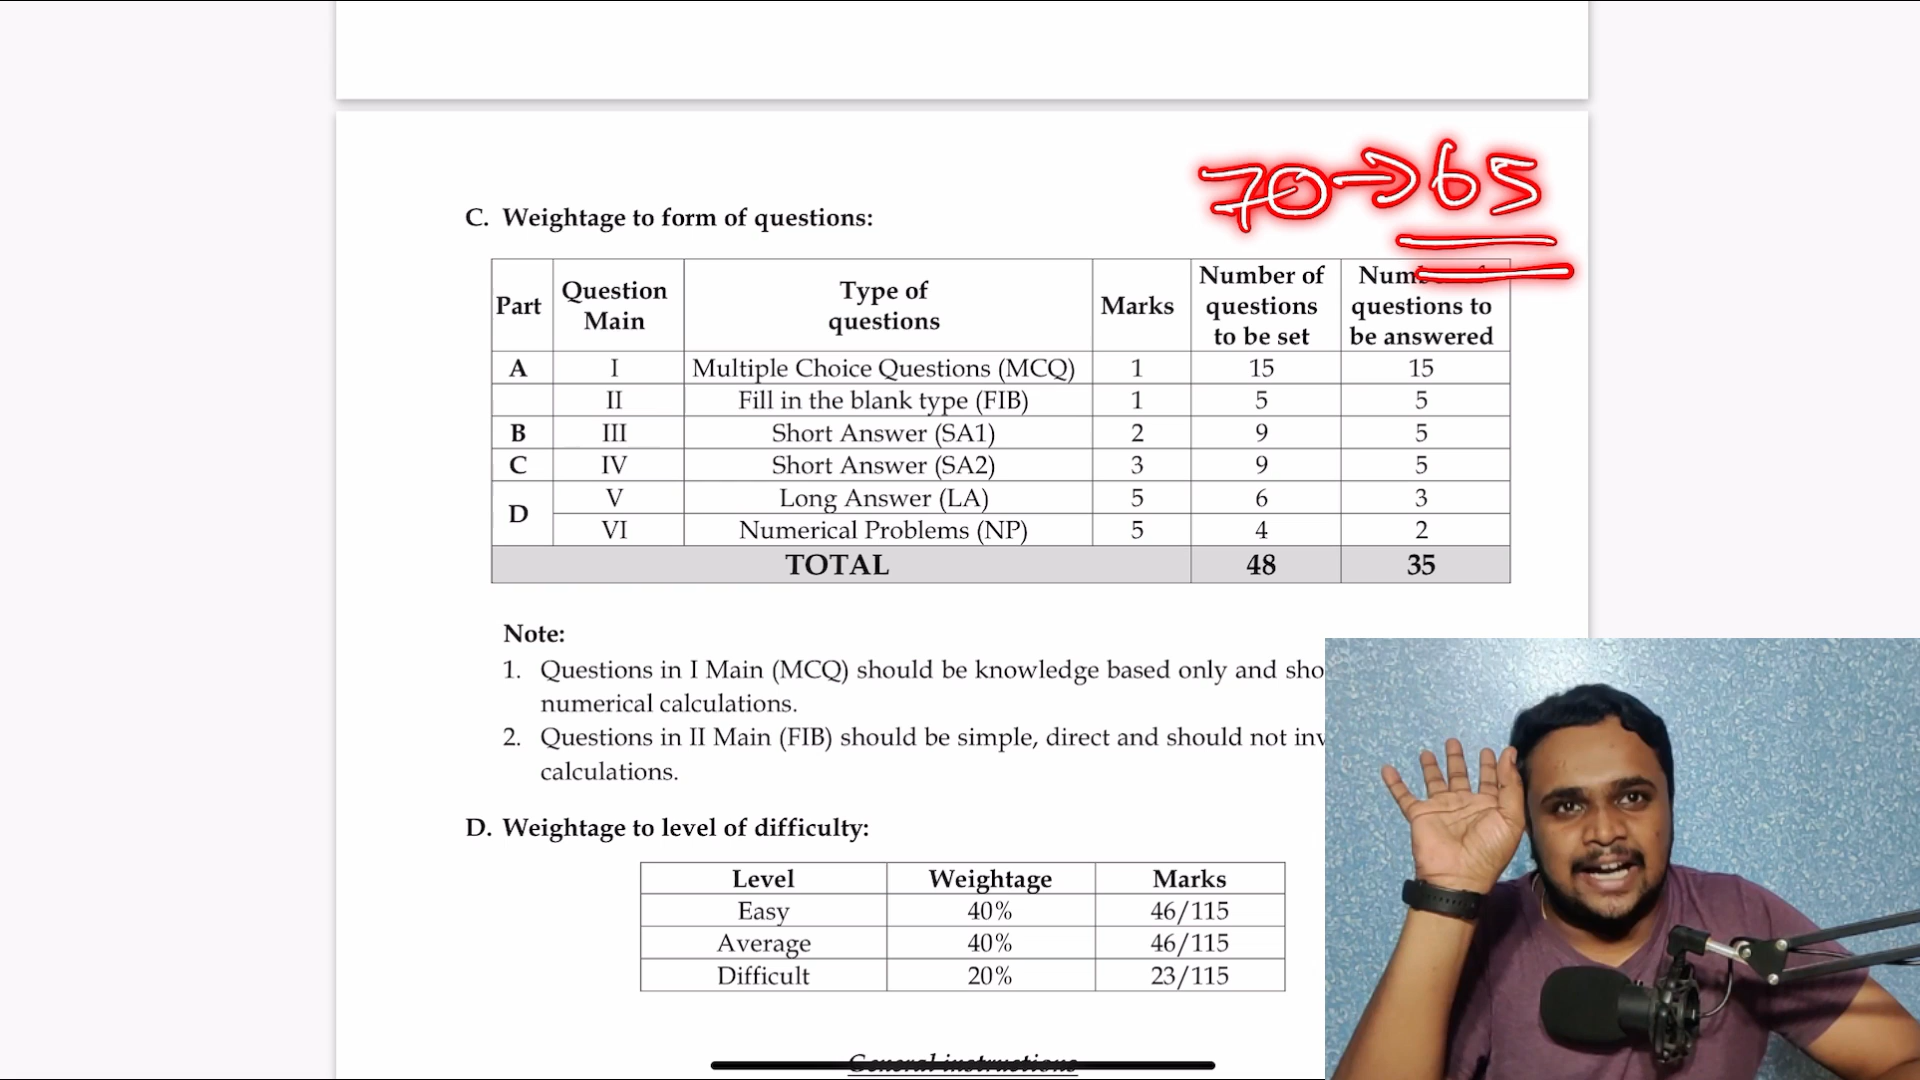 70→65
C. Weightage to form of questions:
Part Question Main Type of questions Marks Number of questions to be set Num questions to be answered
A I Multiple Choice Questions (MCQ) 1 15 15
II Fill in the blank type (FIB) 1 5 5
B III Short Answer (SA1) 2 9 5
C IV Short Answer (SA2) 3 9 5
D V Long Answer (LA) 5 6 3
VI Numerical Problems (NP) 5 4 2
TOTAL 48 35
Note:
1. Questions in I Main (MCQ) should be knowledge based only and sho
numerical calculations.
2. Questions in II Main (FIB) should be simple, direct and should not inv
calculations.
D. Weightage to level of difficulty:
Level Weightage Marks
Easy 40% 46/115
Average 40% 46/115
Difficult 20% 23/115
General instructions